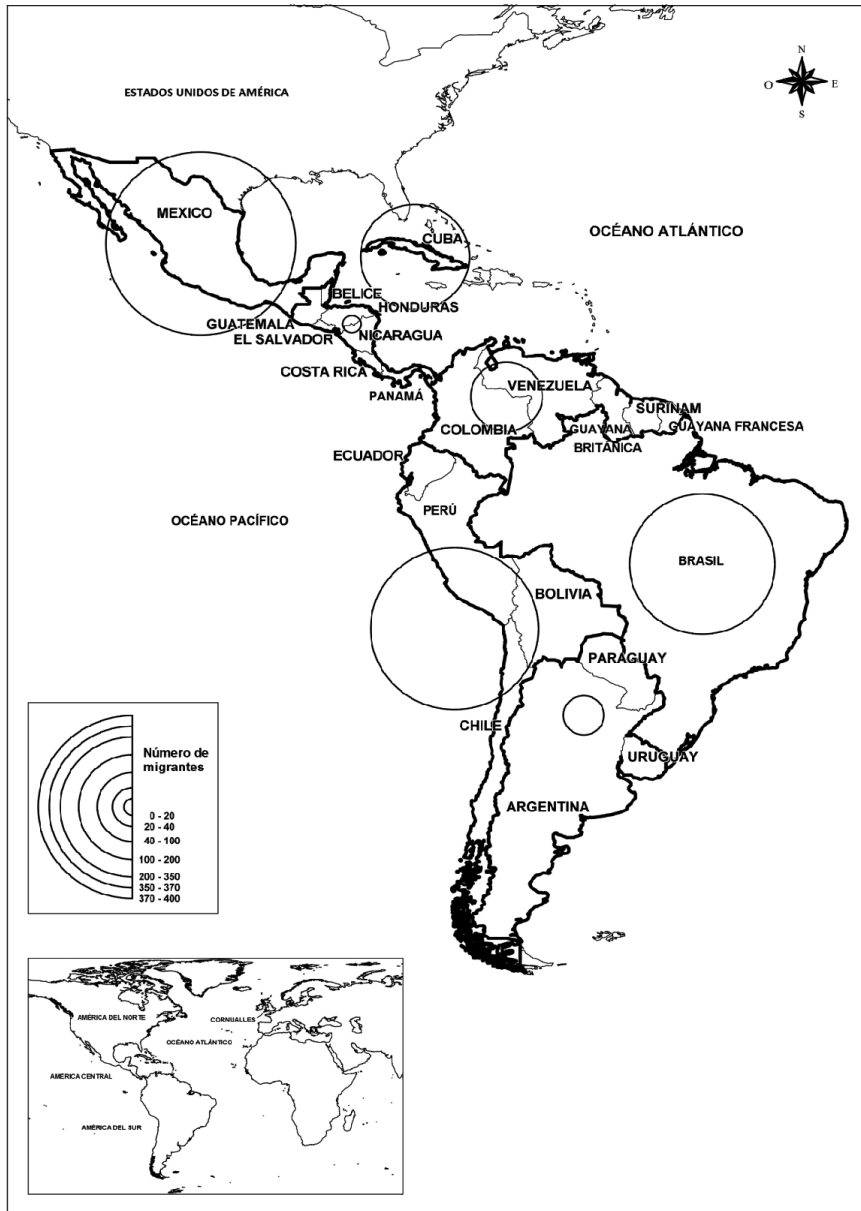 ESTADOS UNIDOS DE AMÉRICA
N
O
E
S
MEXICO
CUBA
OCÉANO ATLÁNTICO
BELICE
HONDURAS
GUATEMALA
NICARAGUA
EL SALVADOR
COSTA RICA
PANAMÁ
VENEZUELA
SURINAM
COLOMBIA
GUAYANA
BRITÁNICA
GUAYANA FRANCESA
ECUADOR
PERÚ
OCÉANO PACÍFICO
BRASIL
BOLIVIA
PARAGUAY
CHILE
URUGUAY
ARGENTINA
Número de
migrantes
0 - 20
20 - 40
40 - 100
100 - 200
200 - 350
350 - 370
370 - 400
AMÉRICA DEL NORTE
CORNUALLES
OCÉANO ATLÁNTICO
AMÉRICA CENTRAL
AMÉRICA DEL SUR